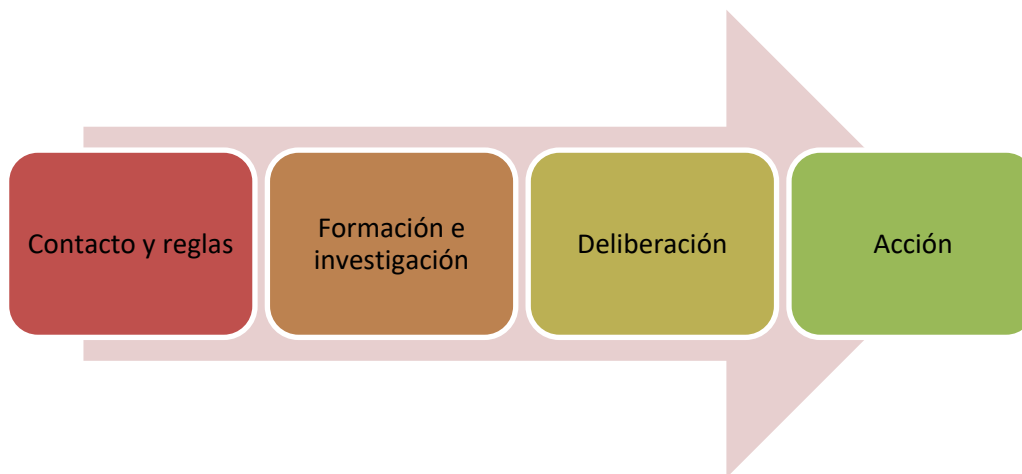 Contacto y reglas
Formación e
investigación
Deliberación
Acción